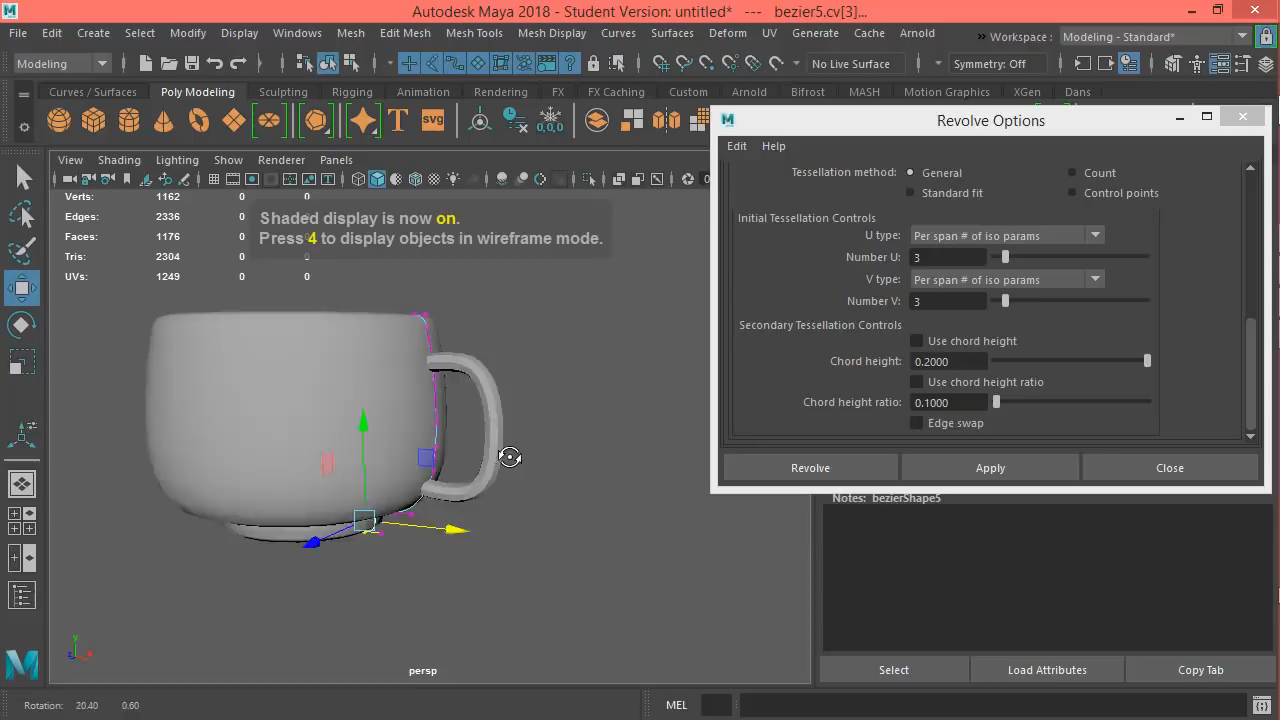 Autodesk Maya 2018 - Student Version: untitled* --- bezier5.cv[3]...
File Edit Create Select Modify Display Windows Mesh Edit Mesh Mesh Tools Mesh Display Curves Surfaces Deform UV Generate Cache Arnold
» Workspace : Modeling - Standard*
Modeling No Live Surface Symmetry: Off
Curves / Surfaces Poly Modeling Sculpting Rigging Animation Rendering FX FX Caching Custom Arnold Bifrost MASH Motion Graphics XGen Dans
T svg 0,0,0
Revolve Options
Edit Help
View Shading Lighting Show Renderer Panels
Verts: 1162 0 0
Edges: 2336 0 0
Faces: 1176 0 0
Tris: 2304 0 0
UVs: 1249 0 0
Shaded display is now on.
Press 4 to display objects in wireframe mode.
Tessellation method: General Count
Standard fit Control points
Initial Tessellation Controls
U type: Per span # of iso params
Number U: 3
V type: Per span # of iso params
Number V: 3
Secondary Tessellation Controls
Use chord height
Chord height: 0.2000
Use chord height ratio
Chord height ratio: 0.1000
Edge swap
Revolve Apply Close
Notes: bezierShape5
y
z x
persp
Select Load Attributes Copy Tab
Rotation: 20.40 0.60
MEL